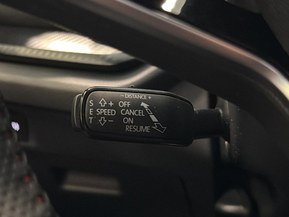 − DISTANCE +
S ⇧+ OFF
E SPEED CANCEL
T ⇩− ON
RESUME